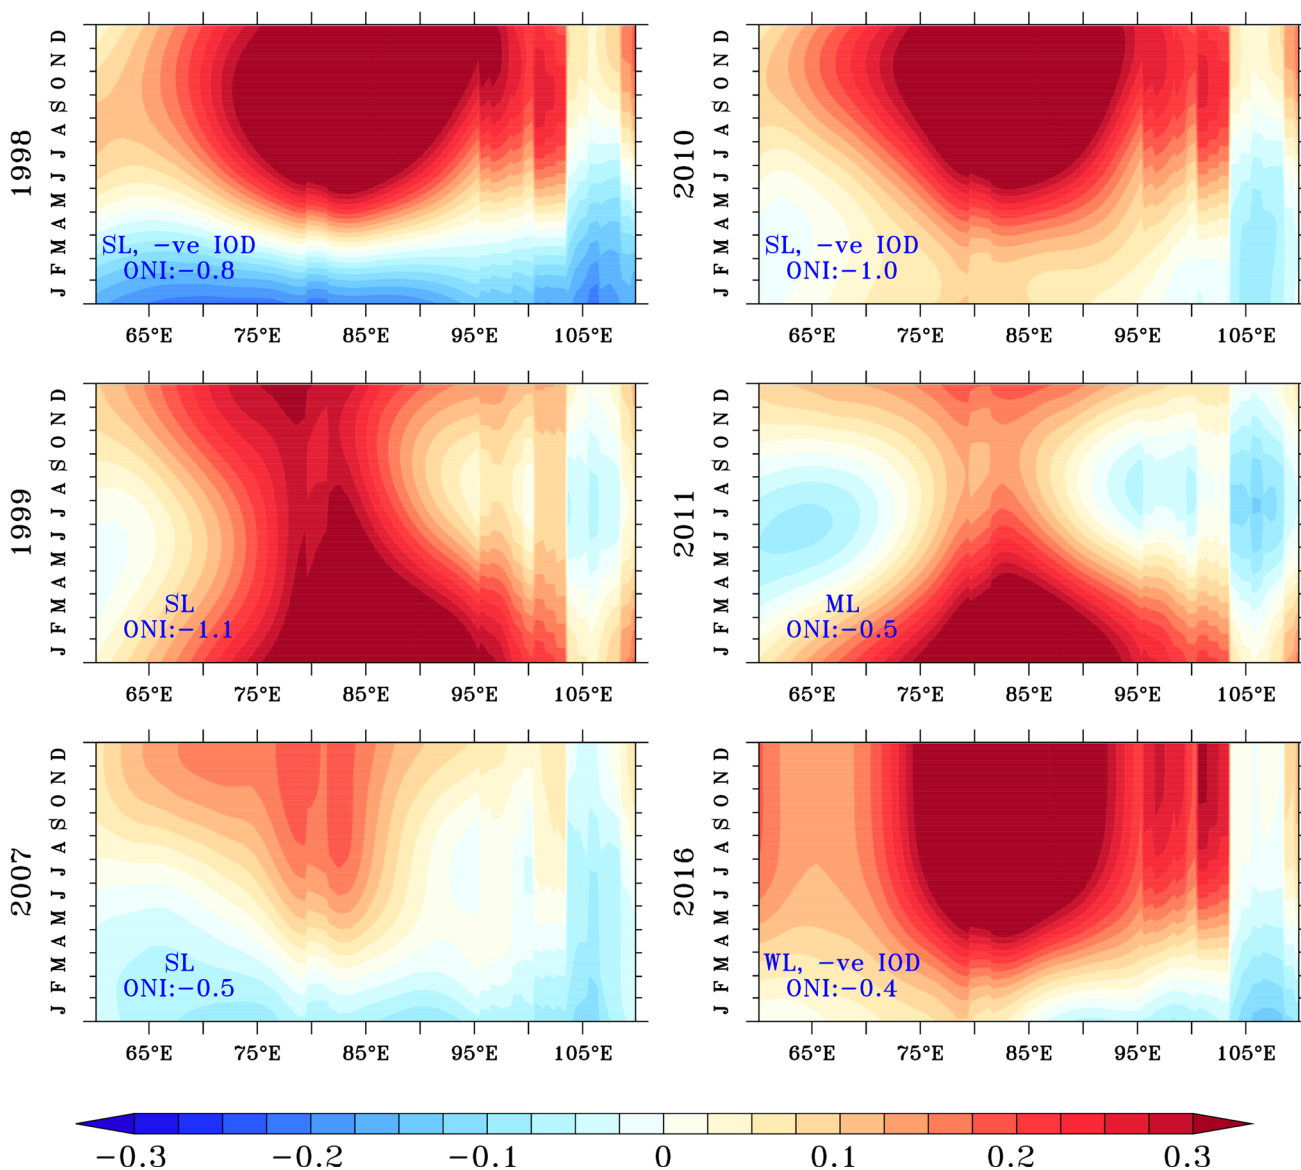 1998
D
N
O
S
A
J
J
M
A
M
F
J
SL, −ve IOD
ONI:−0.8
65°E 75°E 85°E 95°E 105°E
2010
D
N
O
S
A
J
J
M
A
M
F
J
SL, −ve IOD
ONI:−1.0
65°E 75°E 85°E 95°E 105°E
1999
D
N
O
S
A
J
J
M
A
M
F
J
SL
ONI:−1.1
65°E 75°E 85°E 95°E 105°E
2011
D
N
O
S
A
J
J
M
A
M
F
J
ML
ONI:−0.5
65°E 75°E 85°E 95°E 105°E
2007
D
N
O
S
A
J
J
M
A
M
F
J
SL
ONI:−0.5
65°E 75°E 85°E 95°E 105°E
2016
D
N
O
S
A
J
J
M
A
M
F
J
WL, −ve IOD
ONI:−0.4
65°E 75°E 85°E 95°E 105°E
−0.3 −0.2 −0.1 0 0.1 0.2 0.3